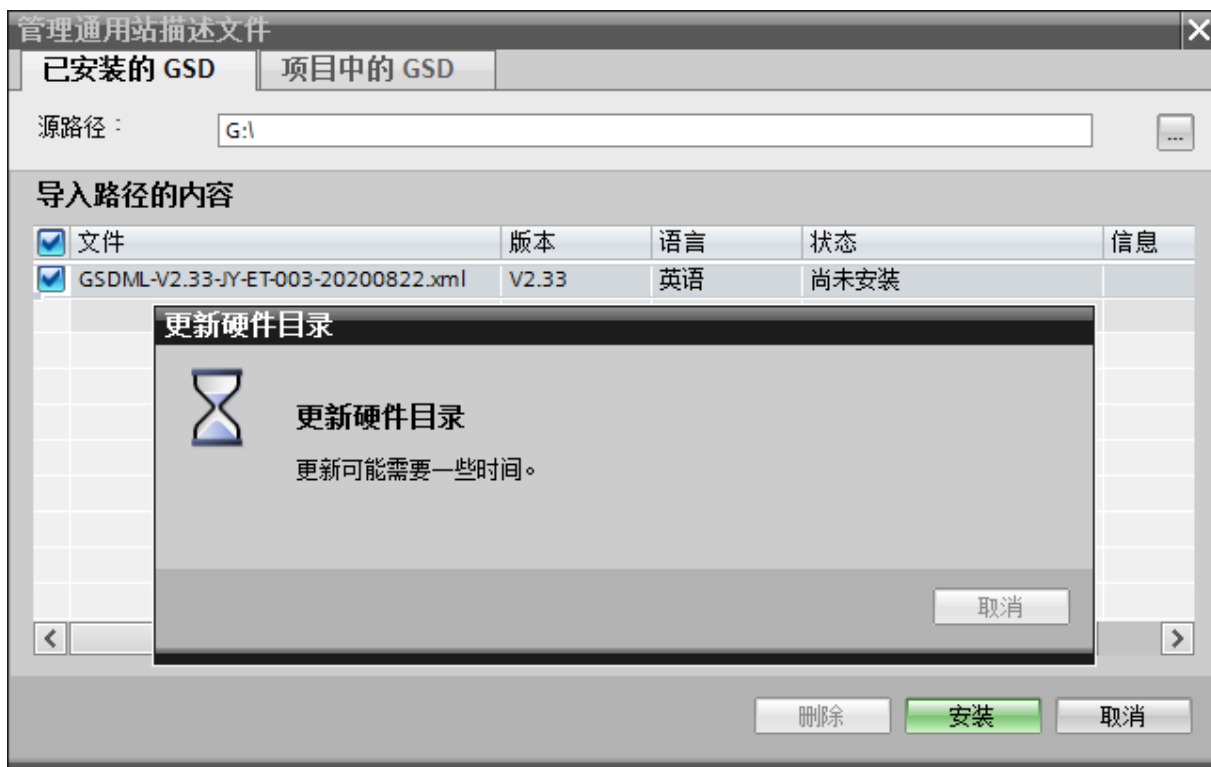 管理通用站描述文件
已安装的 GSD 项目中的 GSD
源路径： G:\ ...
导入路径的内容
文件 版本 语言 状态 信息
GSDML-V2.33-JY-ET-003-20200822.xml V2.33 英语 尚未安装
更新硬件目录
更新硬件目录
更新可能需要一些时间。
取消
删除 安装 取消